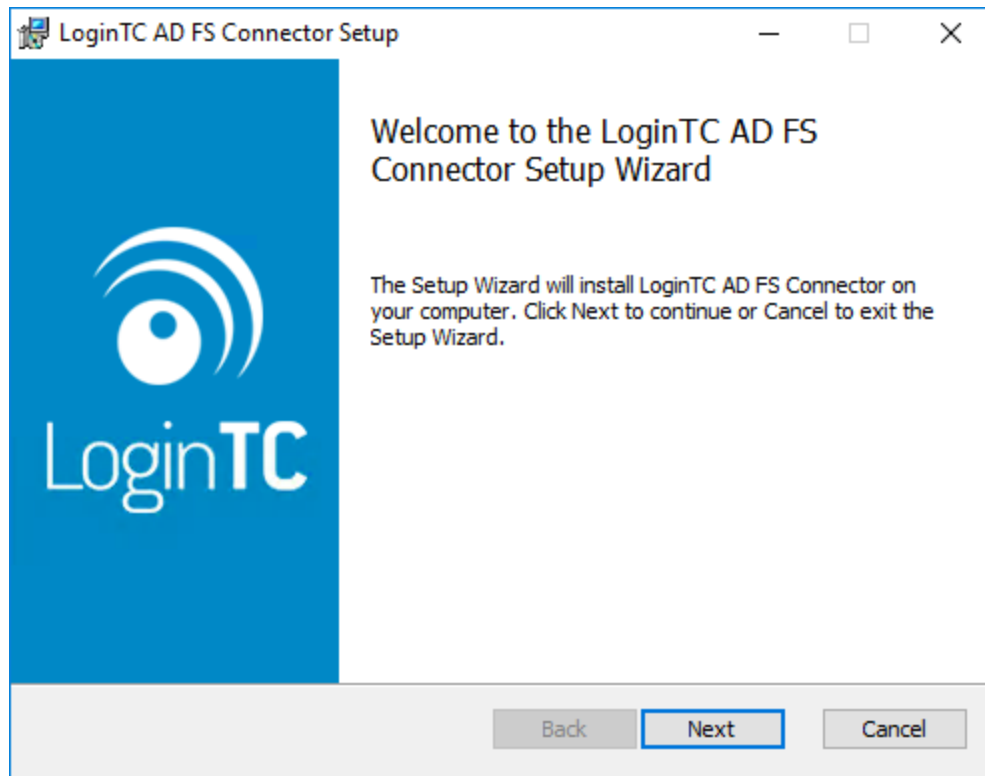 LoginTC AD FS Connector Setup
Welcome to the LoginTC AD FS
Connector Setup Wizard
The Setup Wizard will install LoginTC AD FS Connector on
your computer. Click Next to continue or Cancel to exit the
Setup Wizard.
LoginTC
Back
Next
Cancel